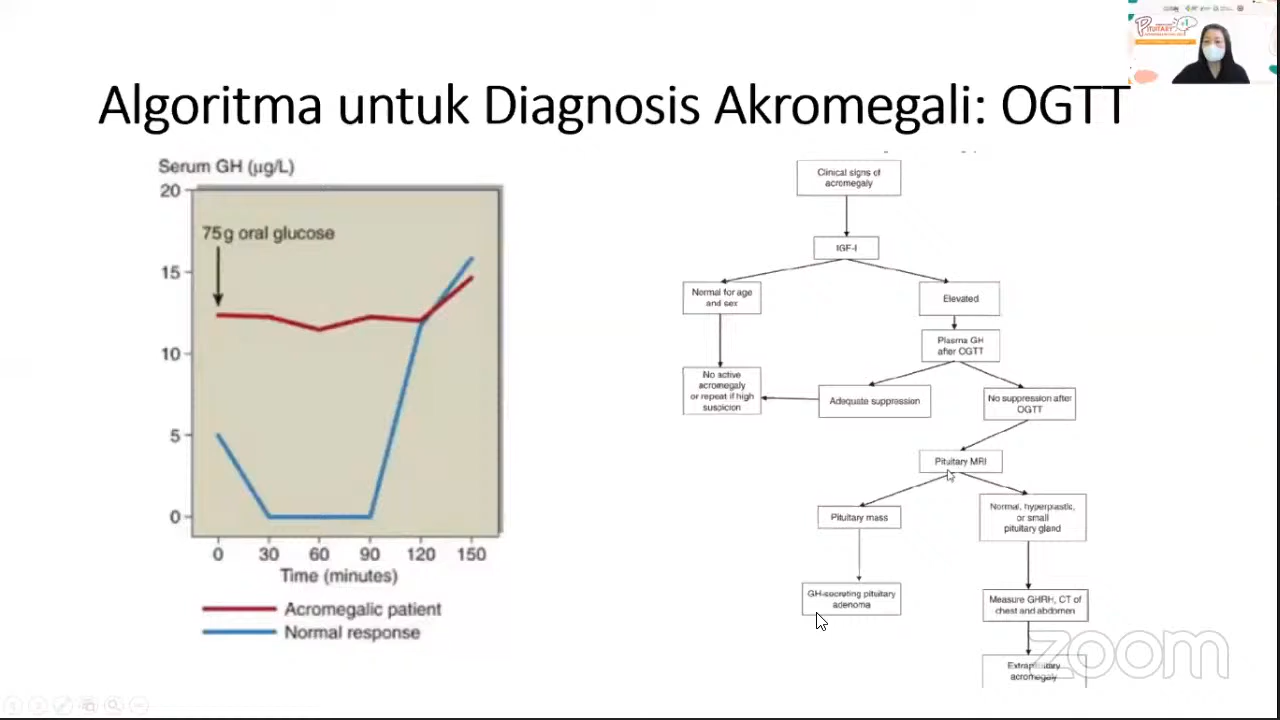 PITUITARY
Algoritma untuk Diagnosis Akromegali: OGTT
Serum GH (µg/L)
20
15
10
5
0
75g oral glucose
0 30 60 90 120 150
Time (minutes)
Acromegalic patient
Normal response
Clinical signs of
acromegaly
IGF-I
Normal for age
and sex
Elevated
Plasma GH
after OGTT
No active
acromegaly
or repeat if high
suspicion
Adequate suppression
No suppression after
OGTT
Pituitary MRI
Pituitary mass
Normal, hyperplastic,
or small
pituitary gland
GH-secreting pituitary
adenoma
Measure GHRH, CT of
chest and abdomen
Extrapituitary
acromegaly
zoom